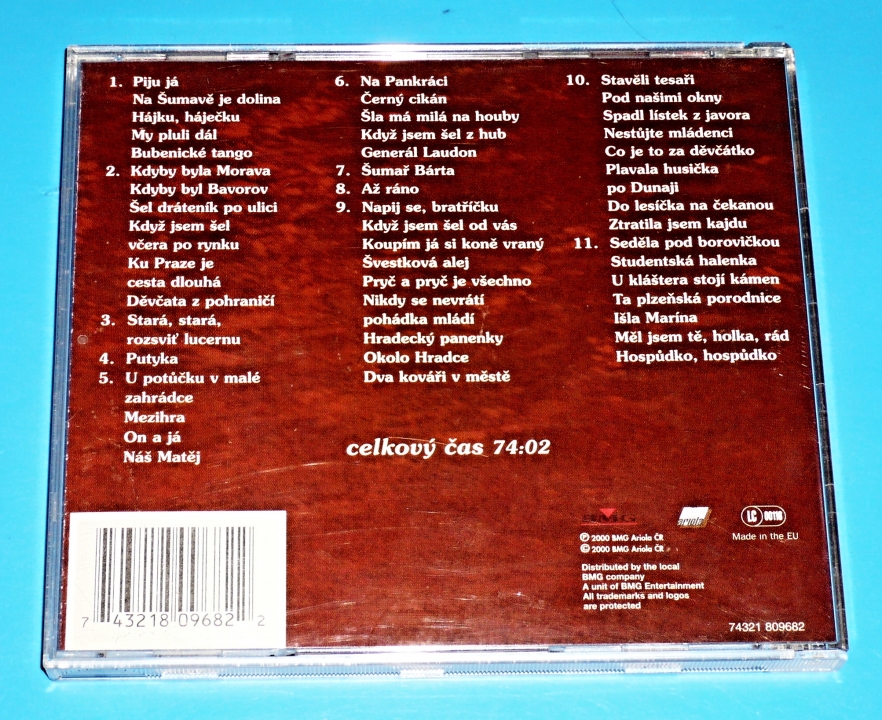 1. Piju já
Na Šumavě je dolina
Hájku, háječku
My pluli dál
Bubenické tango
2. Kdyby byla Morava
Kdyby byl Bavorov
Šel dráteník po ulici
Když jsem šel
včera po rynku
Ku Praze je
cesta dlouhá
Děvčata z pohraničí
3. Stará, stará,
rozsviť lucernu
4. Putyka
5. U potůčku v malé
zahrádce
Mezihra
On a já
Náš Matěj
6. Na Pankráci
Černý cikán
Šla má milá na houby
Když jsem šel z hub
Generál Laudon
7. Šumař Bárta
8. Až ráno
9. Napij se, bratříčku
Když jsem šel od vás
Koupím já si koně vraný
Švestková alej
Pryč a pryč je všechno
Nikdy se nevrátí
pohádka mládí
Hradecký panenky
Okolo Hradce
Dva kováři v městě
10. Stavěli tesaři
Pod našimi okny
Spadl lístek z javora
Nestůjte mládenci
Co je to za děvčátko
Plavala husička
po Dunaji
Do lesíčka na čekanou
Ztratila jsem kajdu
11. Seděla pod borovičkou
Studentská halenka
U kláštera stojí kámen
Ta plzeňská porodnice
Išla Marína
Měl jsem tě, holka, rád
Hospůdko, hospůdko
celkový čas 74:02
BMG
ariola
LC 00116
Made in the EU
℗ 2000 BMG Ariola ČR
© 2000 BMG Ariola ČR
Distributed by the local
BMG company
A unit of BMG Entertainment
All trademarks and logos
are protected
74321 809682
7 43218 09682 2